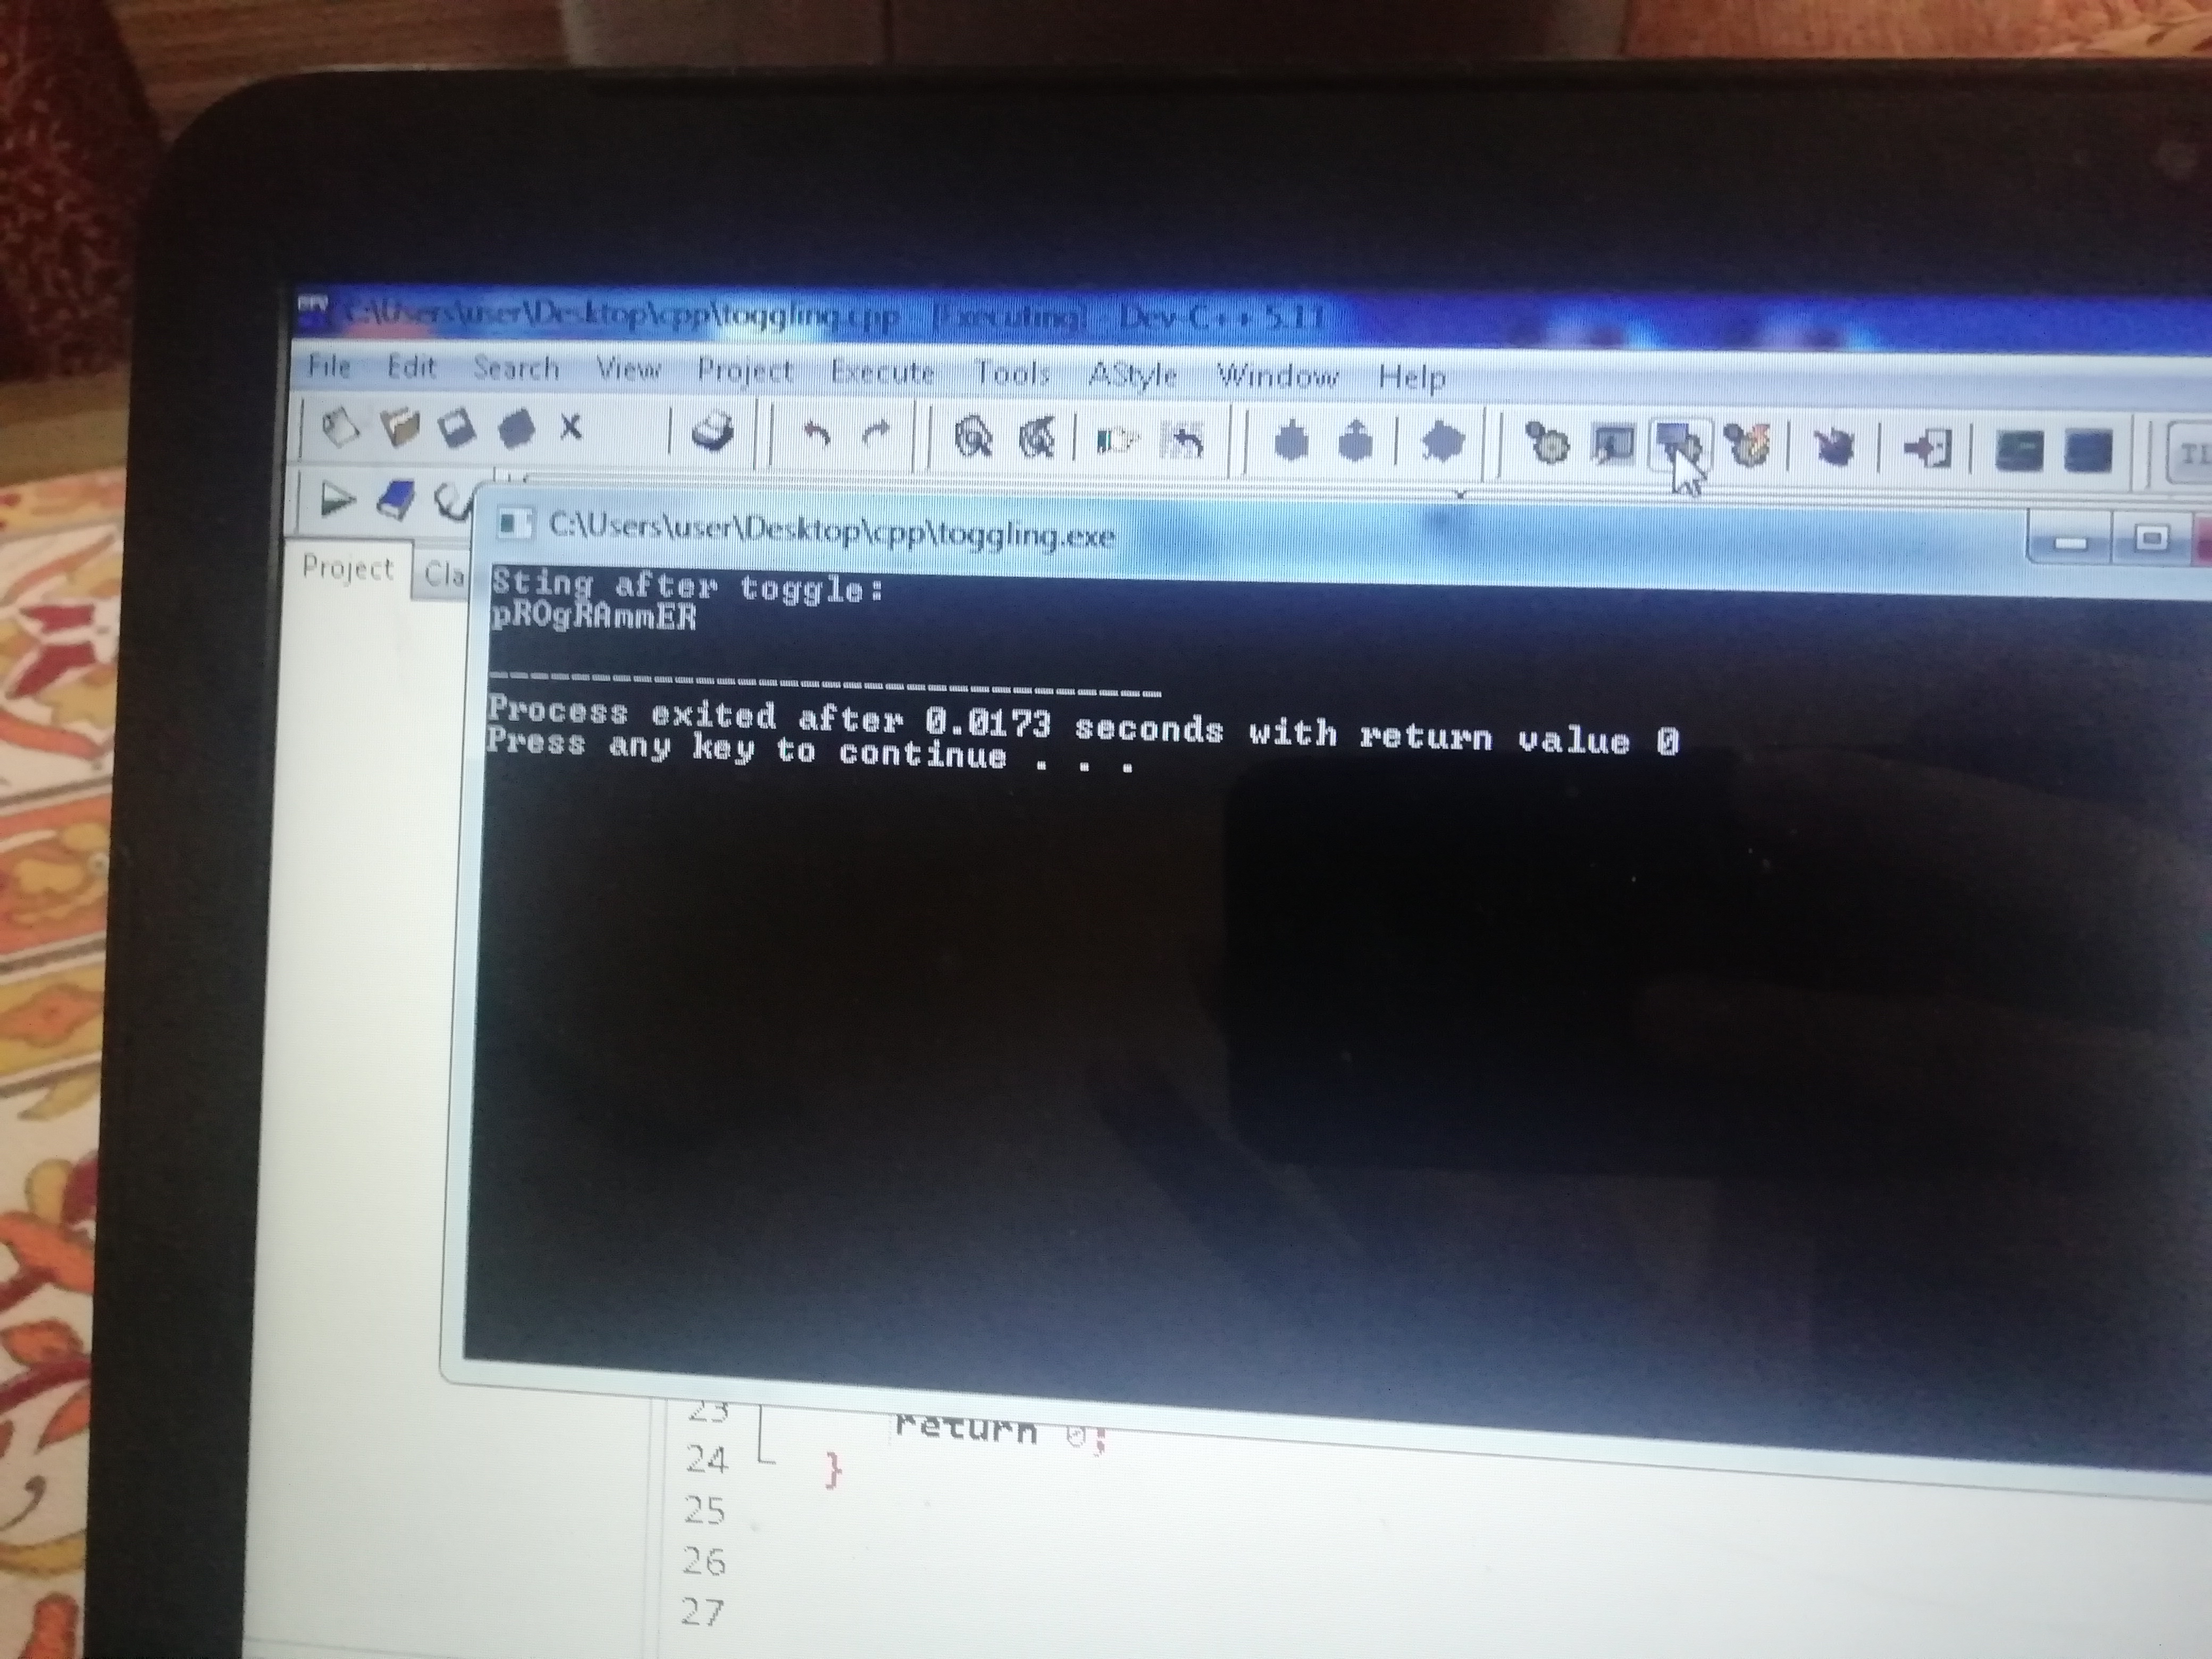 C:\Users\user\Desktop\cpp\toggling.cpp - [Executing] - Dev-C++ 5.11
File Edit Search View Project Execute Tools AStyle Window Help
C:\Users\user\Desktop\cpp\toggling.exe
Project Cla
Sting after toggle:
pROgRAmmER
--------------------------------
Process exited after 0.0173 seconds with return value 0
Press any key to continue . . .
23 return 0;
24 }
25
26
27